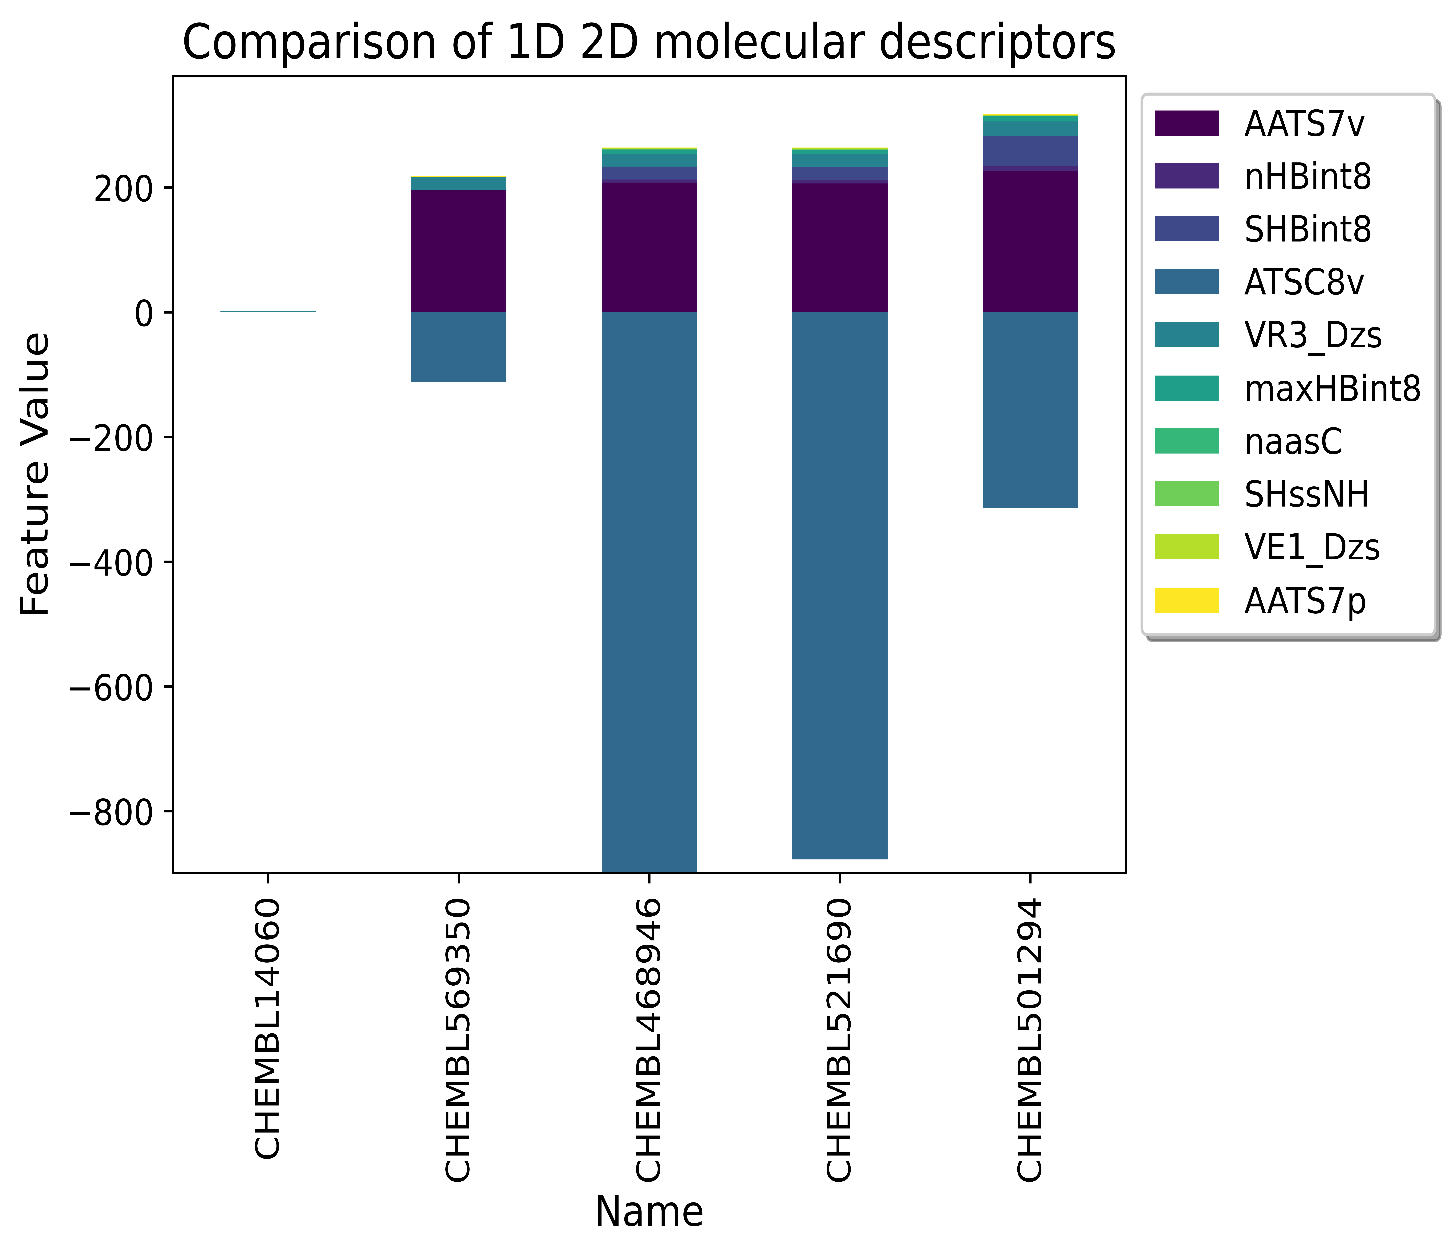 Comparison of 1D 2D molecular descriptors
Feature Value
200
0
−200
−400
−600
−800
CHEMBL14060
CHEMBL569350
CHEMBL468946
CHEMBL521690
CHEMBL501294
Name
AATS7v
nHBint8
SHBint8
ATSC8v
VR3_Dzs
maxHBint8
naasC
SHssNH
VE1_Dzs
AATS7p